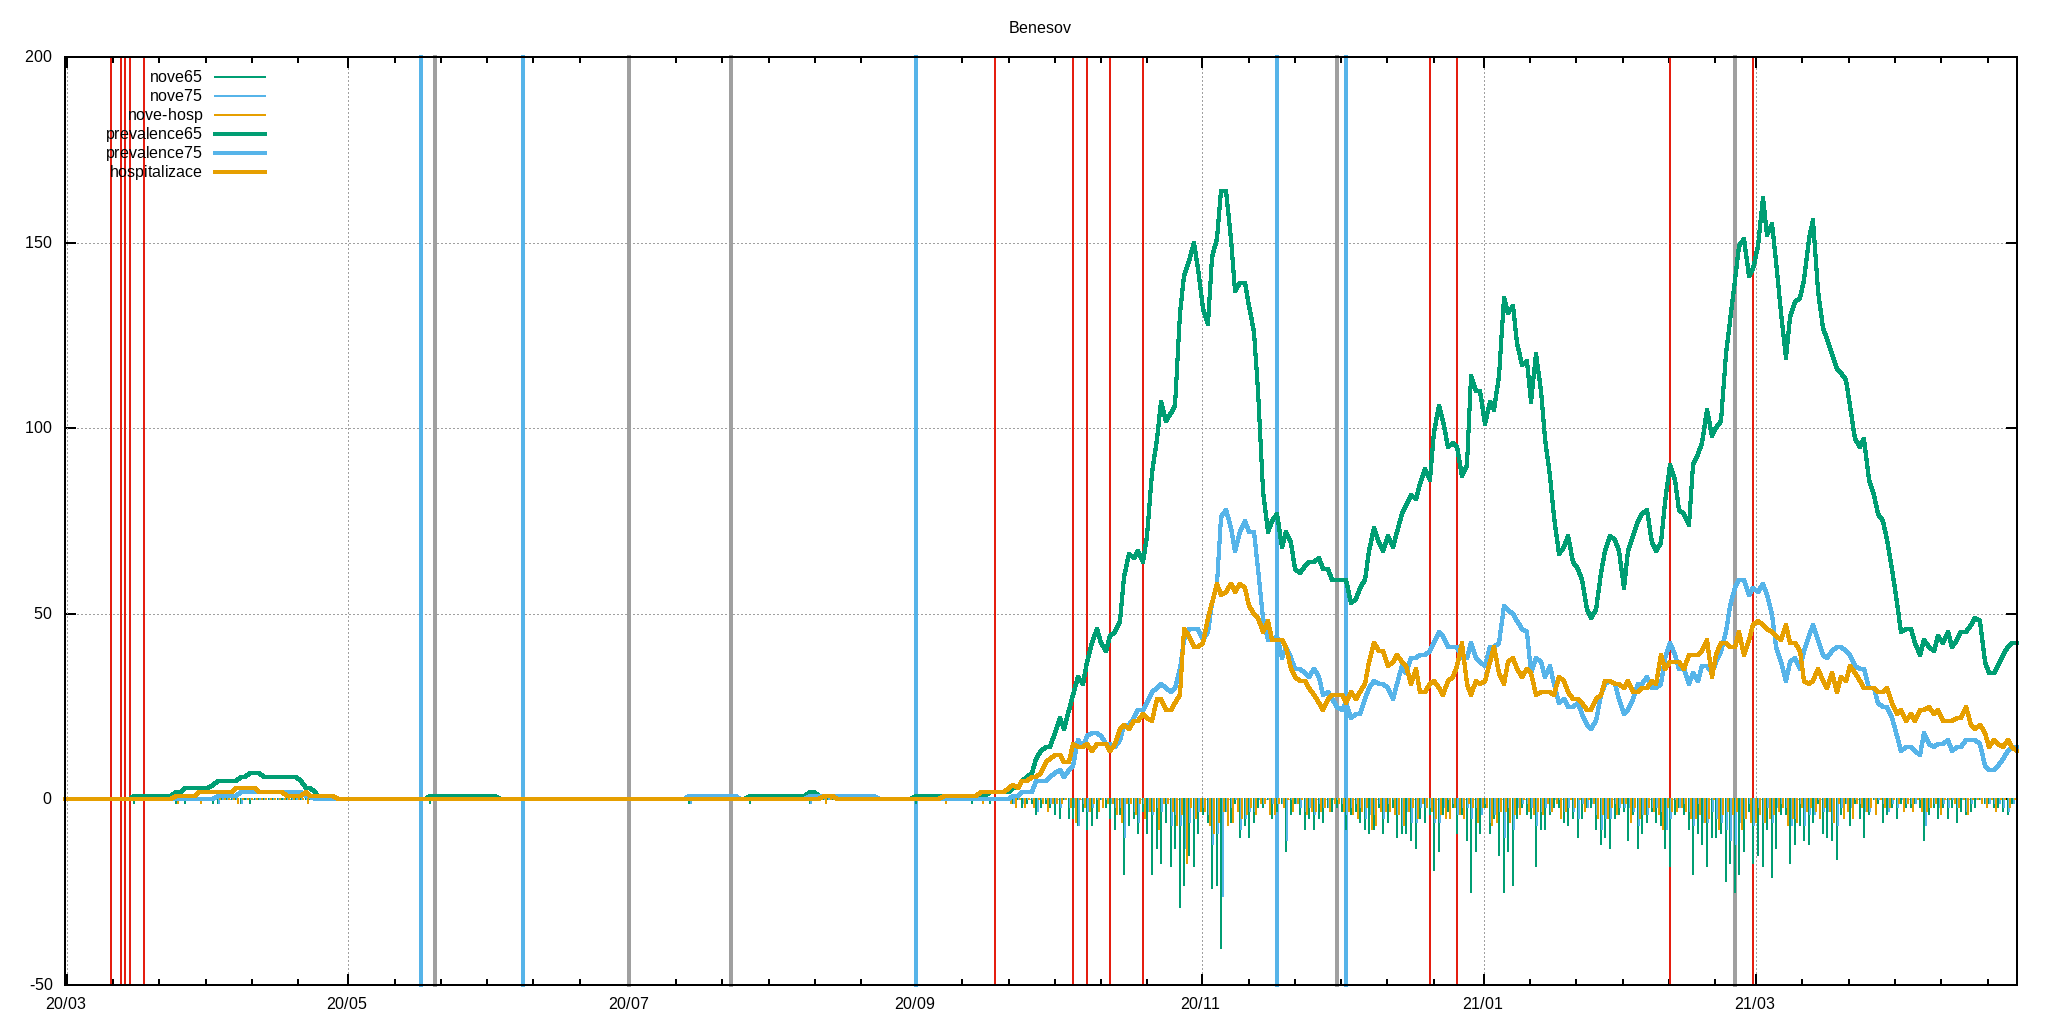 Benesov
200
nove65
nove75
nove-hosp
prevalence65
prevalence75
hospitalizace
150
100
50
0
-50
20/03 20/05 20/07 20/09 20/11 21/01 21/03